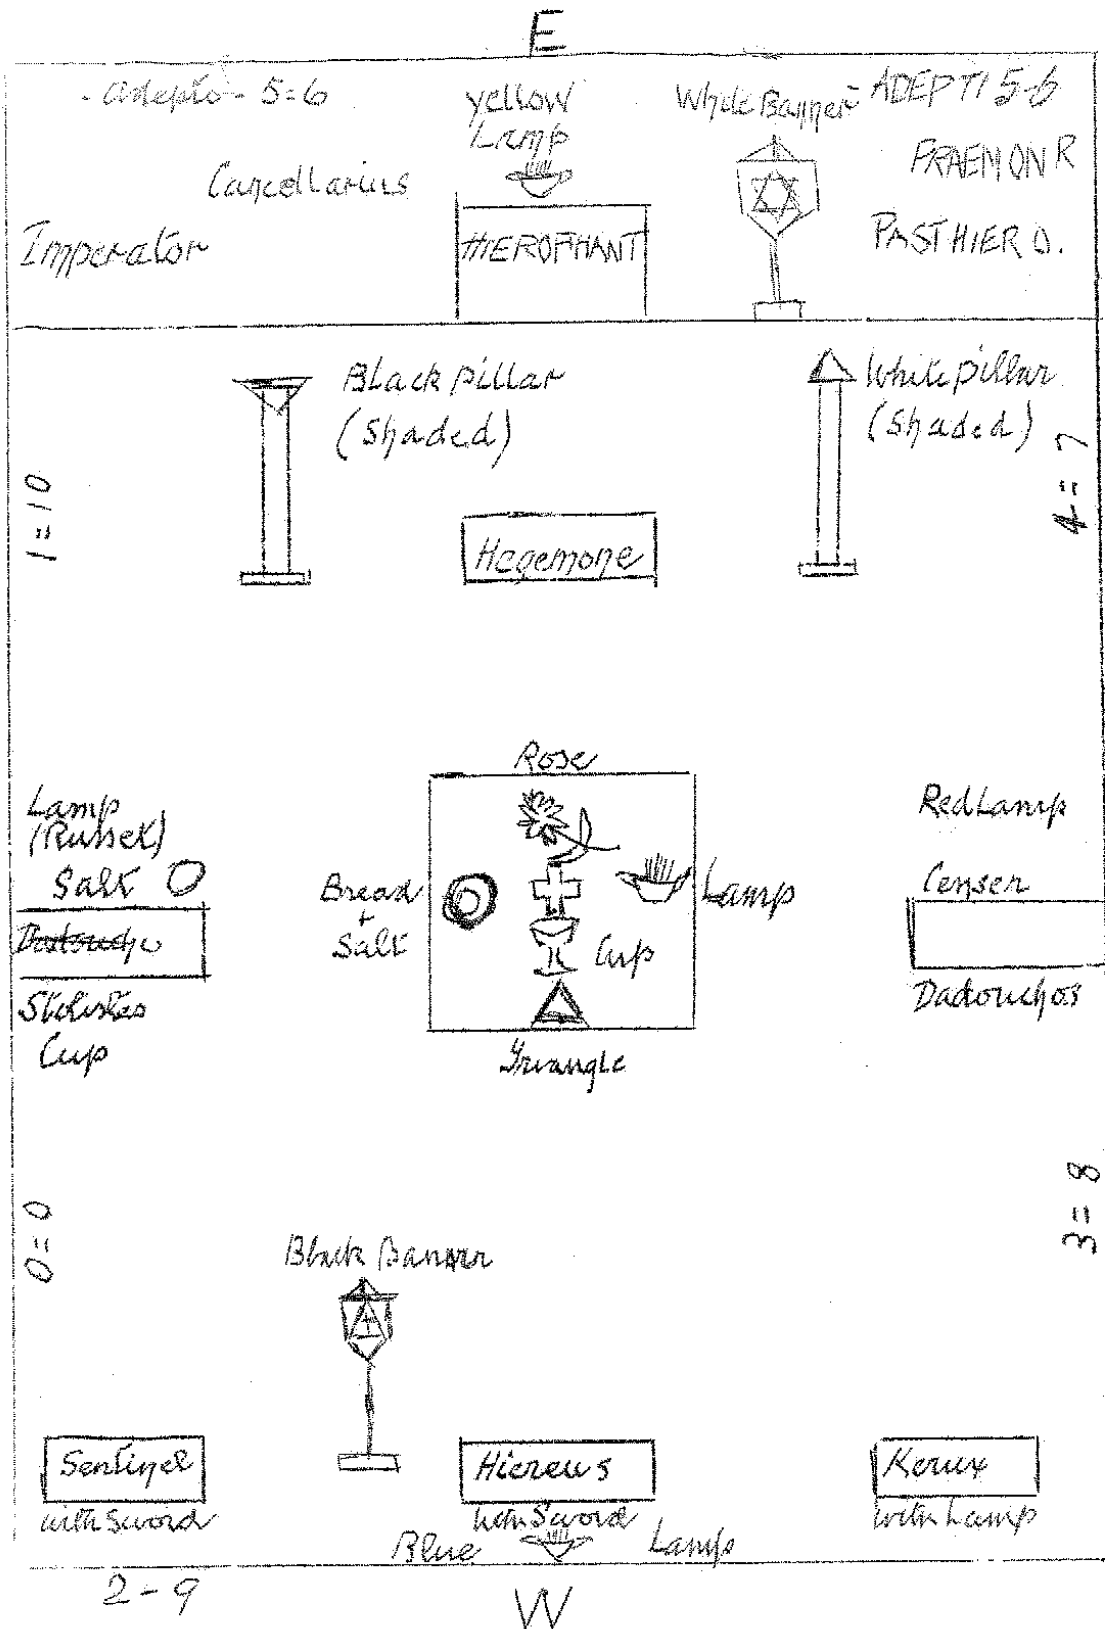 E
- Adepts - 5=6
yellow
Lamp
White Banner
ADEPTI 5-6
PRAEMONR
Cancellarius
Imperator
HIEROPHANT
PAST HIERO.
Black pillar
(Shaded)
White pillar
(Shaded)
1=10
4=7
Hegemone
Rose
Lamp
(Russet)
Salt
Bread
+
Salt
Lamp
Cup
Red Lamp
Censer
Stolistes
Cup
Dadouchos
Triangle
0=0
3=8
Black Banner
Sentinel
with Sword
Hiereus
with Sword
Kerux
with Lamp
Blue Lamp
2-9
W